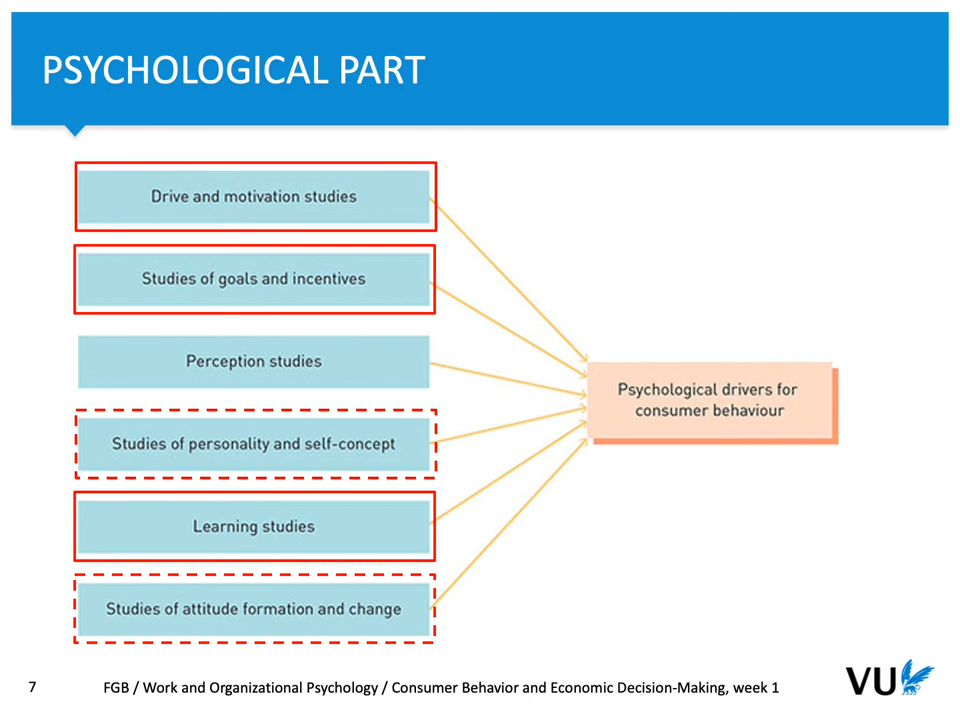 PSYCHOLOGICAL PART
Drive and motivation studies
Studies of goals and incentives
Perception studies
Studies of personality and self-concept
Learning studies
Studies of attitude formation and change
Psychological drivers for
consumer behaviour
7
FGB / Work and Organizational Psychology / Consumer Behavior and Economic Decision-Making, week 1
VU